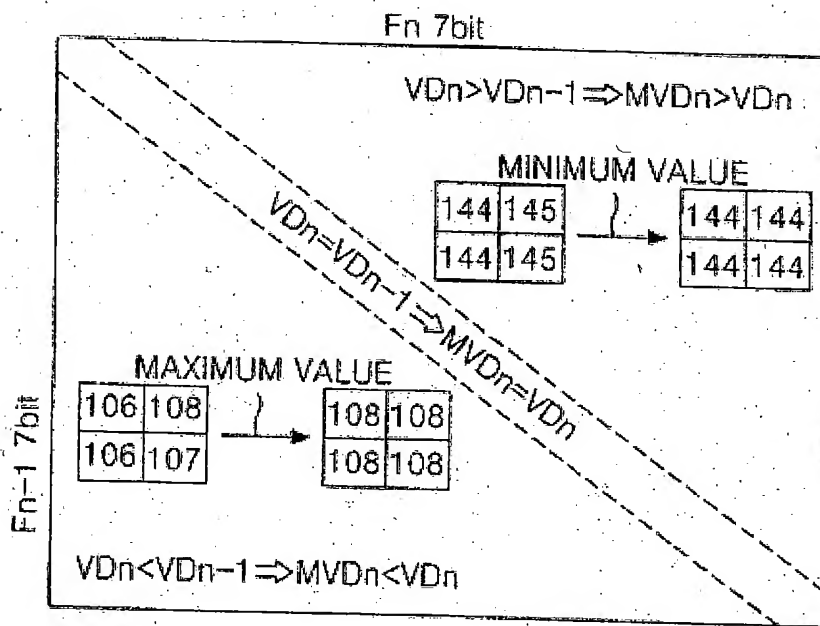 Fn 7bit
VDn>VDn-1⇒MVDn>VDn
MINIMUM VALUE
144 145 144 144
144 145 144 144
VDn=VDn-1⇒MVDn=VDn
MAXIMUM VALUE
106 108 108 108
106 107 108 108
Fn-1 7bit
VDn<VDn-1⇒MVDn<VDn